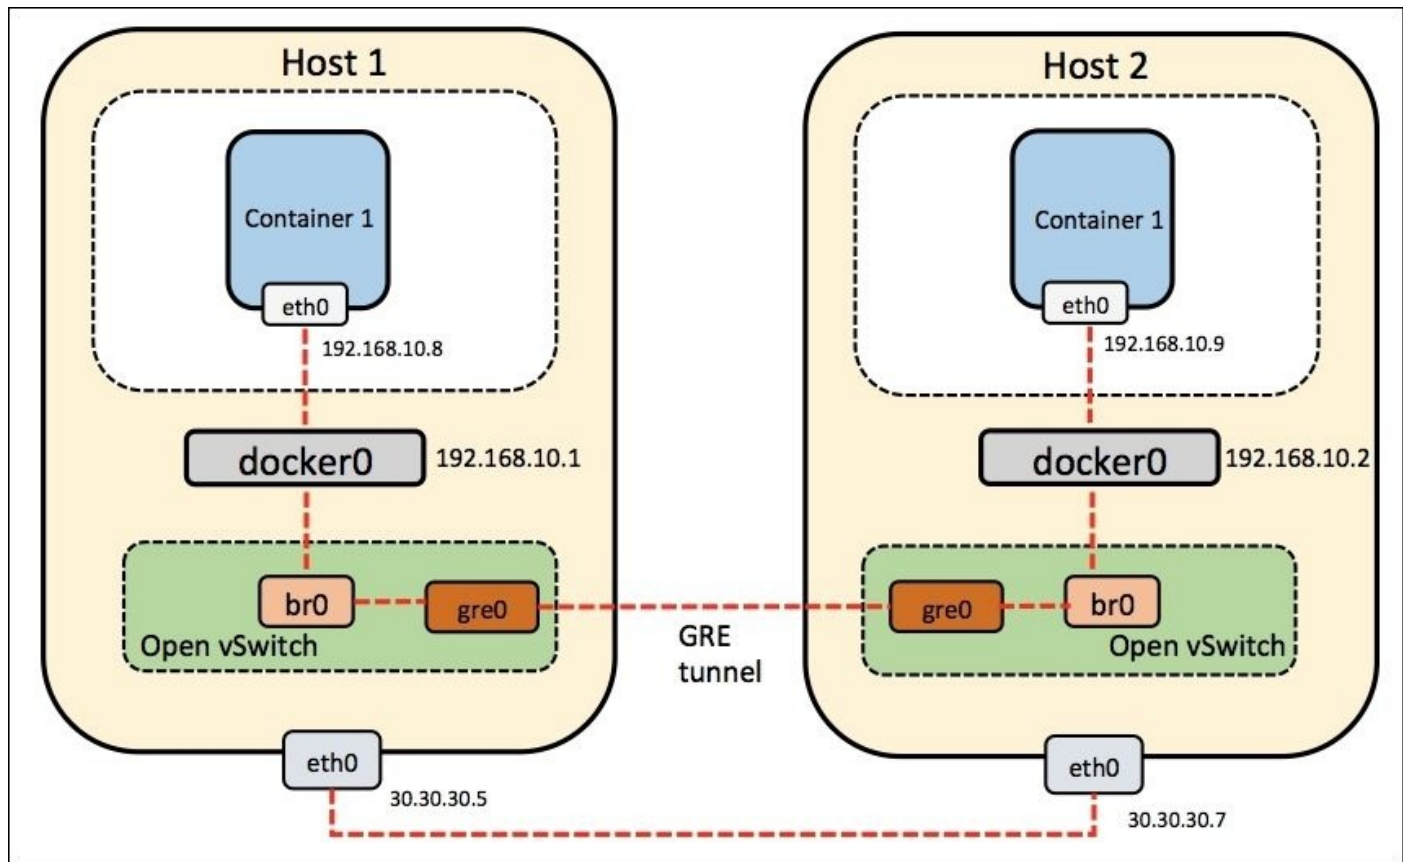 Host 1
Container 1
eth0
192.168.10.8
docker0
192.168.10.1
br0
gre0
Open vSwitch
eth0
30.30.30.5
GRE
tunnel
Host 2
Container 1
eth0
192.168.10.9
docker0
192.168.10.2
gre0
br0
Open vSwitch
eth0
30.30.30.7